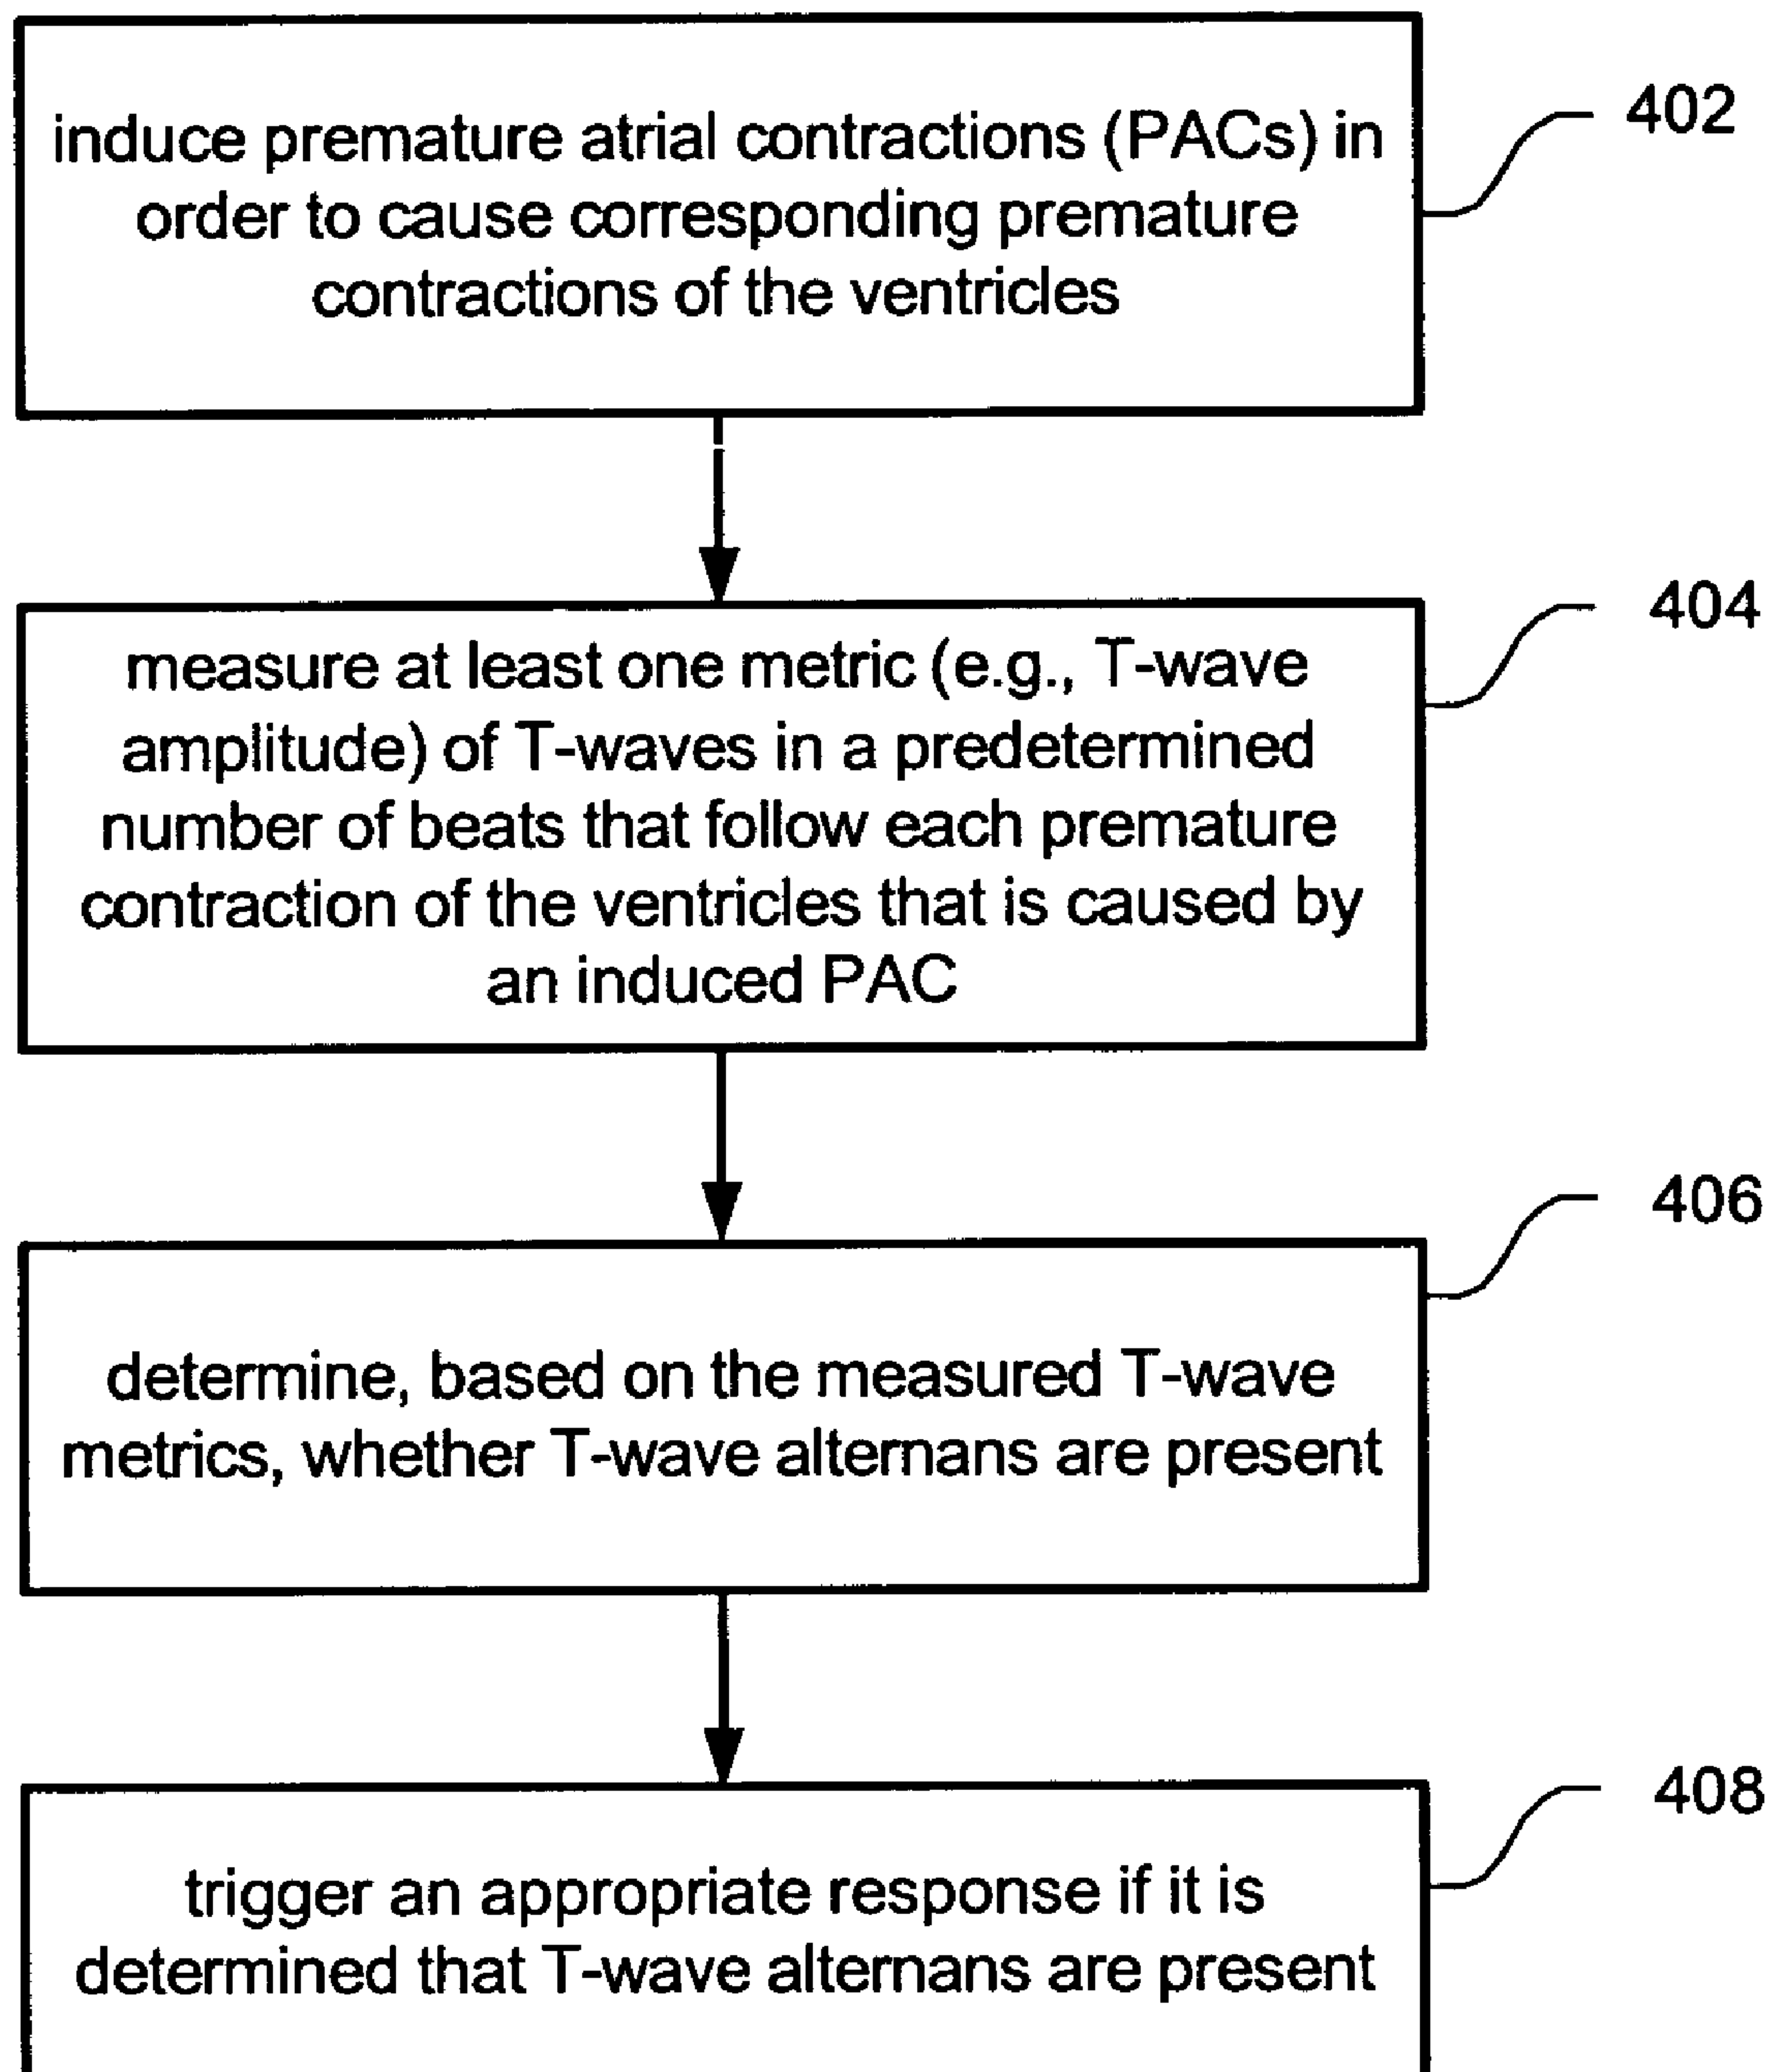 induce premature atrial contractions (PACs) in
order to cause corresponding premature
contractions of the ventricles
402
measure at least one metric (e.g., T-wave
amplitude) of T-waves in a predetermined
number of beats that follow each premature
contraction of the ventricles that is caused by
an induced PAC
404
determine, based on the measured T-wave
metrics, whether T-wave alternans are present
406
trigger an appropriate response if it is
determined that T-wave alternans are present
408